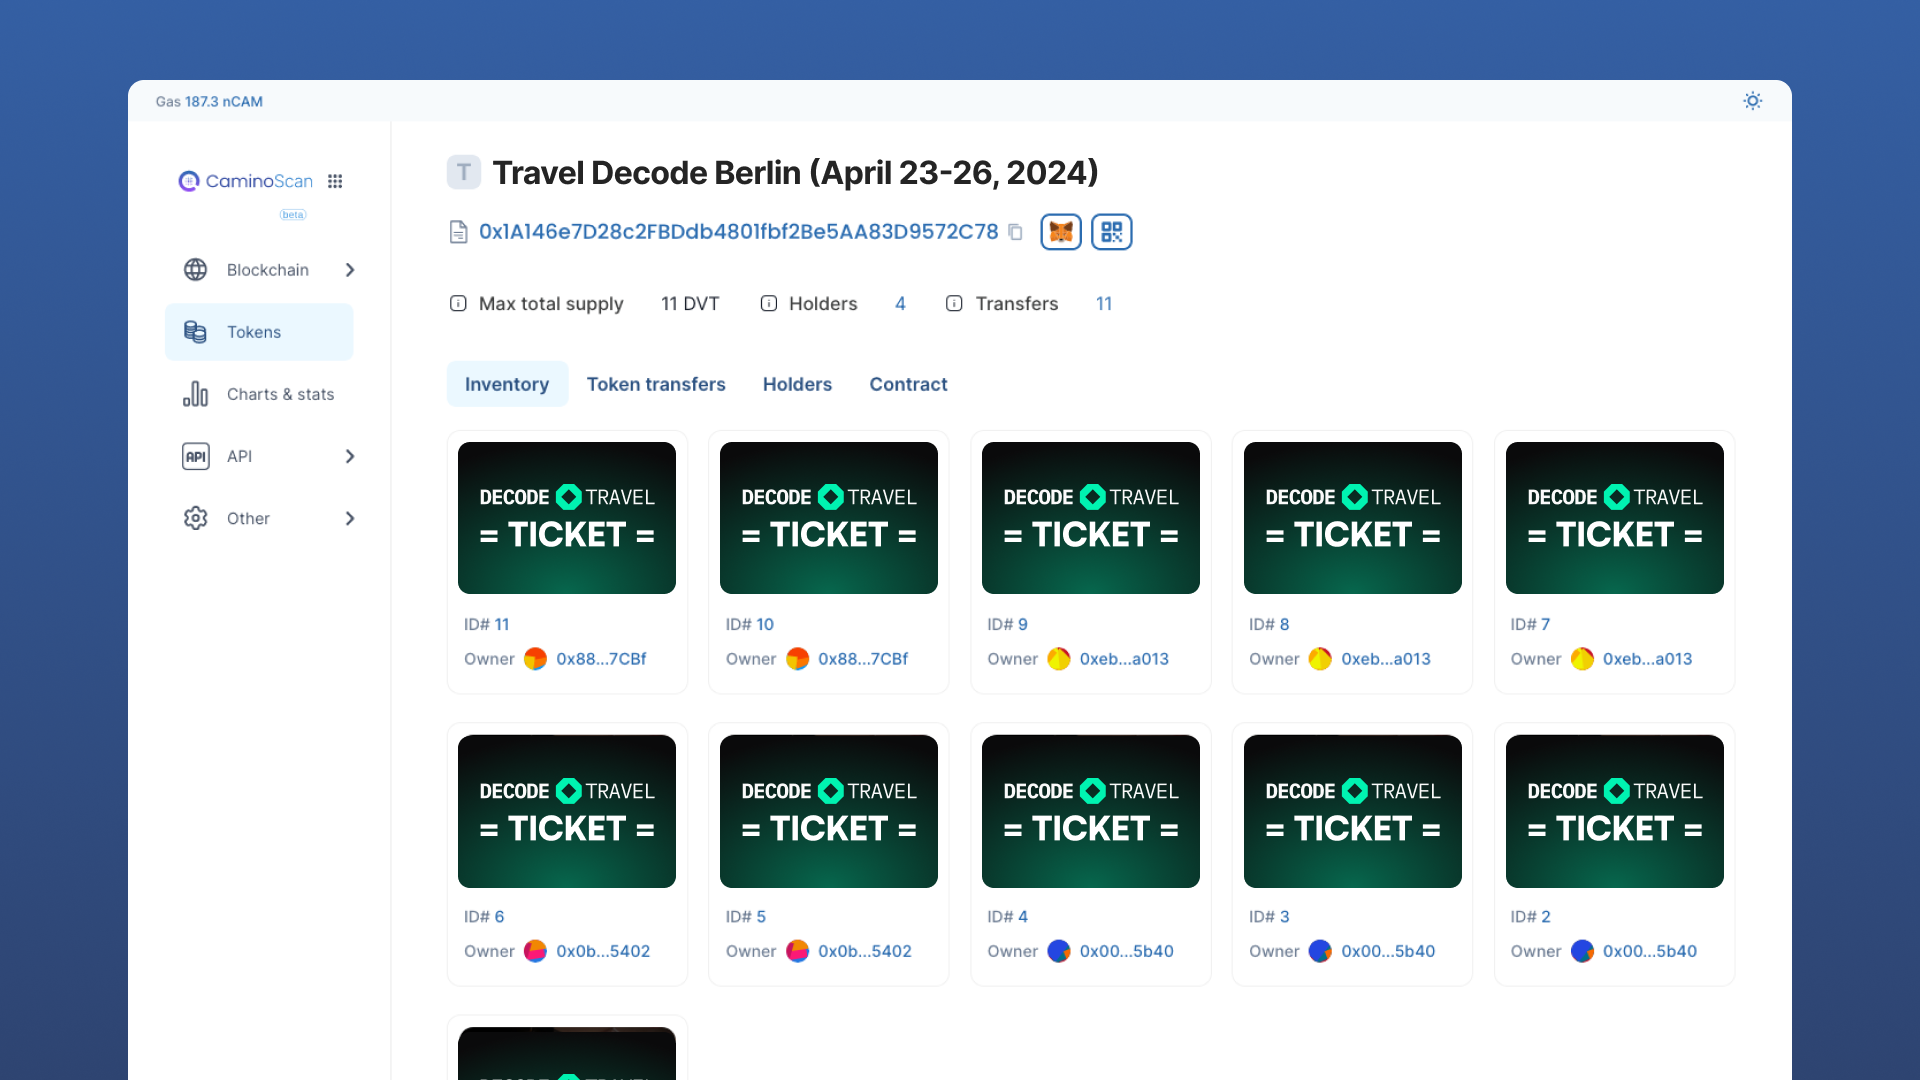 Gas 187.3 nCAM
CaminoScan
beta
Blockchain
Tokens
Charts & stats
API API
Other
T Travel Decode Berlin (April 23-26, 2024)
0x1A146e7D28c2FBDdb4801fbf2Be5AA83D9572C78
Max total supply 11 DVT Holders 4 Transfers 11
Inventory Token transfers Holders Contract
DECODE TRAVEL DECODE TRAVEL DECODE TRAVEL DECODE TRAVEL DECODE TRAVEL
= TICKET = = TICKET = = TICKET = = TICKET = = TICKET =
ID# 11 ID# 10 ID# 9 ID# 8 ID# 7
Owner 0x88...7CBf Owner 0x88...7CBf Owner 0xeb...a013 Owner 0xeb...a013 Owner 0xeb...a013
DECODE TRAVEL DECODE TRAVEL DECODE TRAVEL DECODE TRAVEL DECODE TRAVEL
= TICKET = = TICKET = = TICKET = = TICKET = = TICKET =
ID# 6 ID# 5 ID# 4 ID# 3 ID# 2
Owner 0x0b...5402 Owner 0x0b...5402 Owner 0x00...5b40 Owner 0x00...5b40 Owner 0x00...5b40